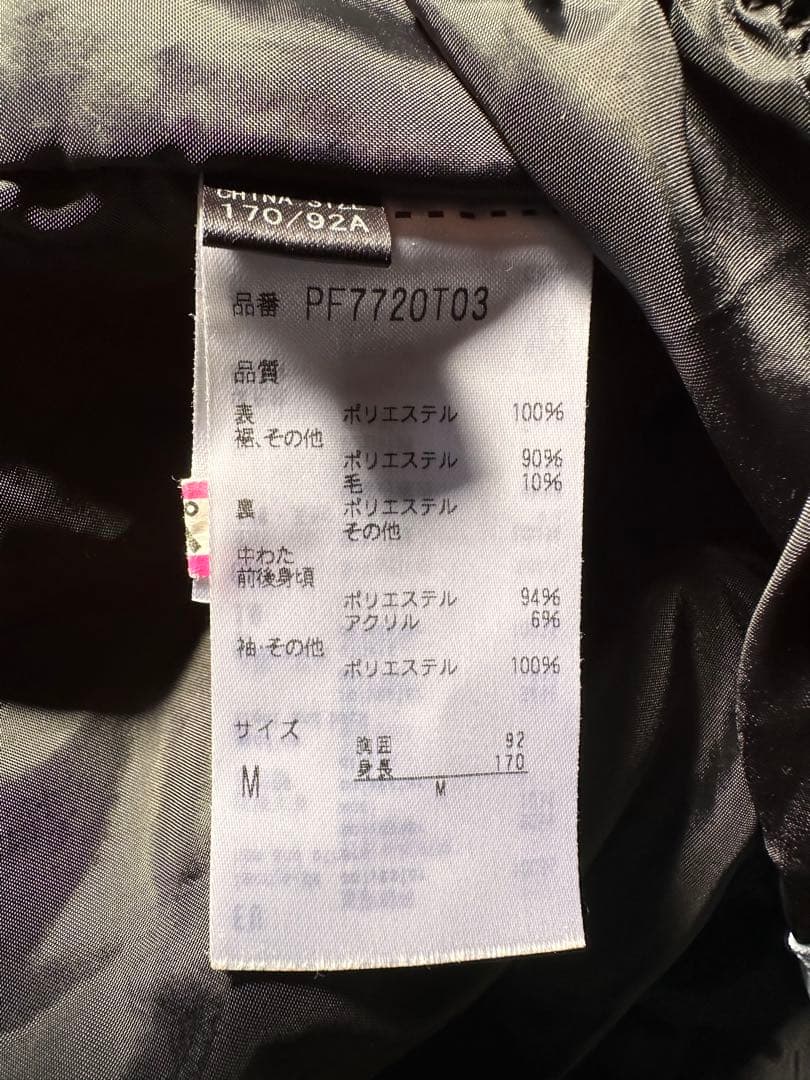 CHINA SIZE
170/92A
品番 PF7720T03
品質
表 ポリエステル 100%
裾、その他
ポリエステル 90%
毛 10%
裏 ポリエステル
その他
中わた
前後身頃
ポリエステル 94%
アクリル 6%
袖・その他
ポリエステル 100%
サイズ
M
胸囲 92
身長 170
M